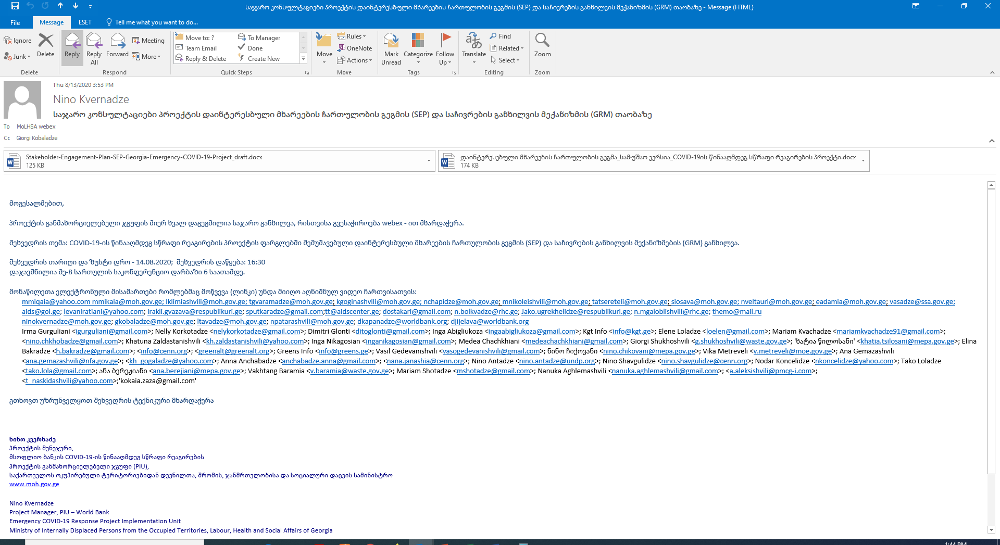 საჯარო კონსულტაციები პროექტის დაინტერესბული მხარეების ჩართულობის გეგმის (SEP) და საჩივრების განხილვის მექანიზმის (GRM) თაობაზე - Message (HTML)
File Message ESET Tell me what you want to do...
Ignore
Junk
Delete
Reply
Reply All
Forward
Meeting
More
Move to: ?
Team Email
Reply & Delete
To Manager
Done
Create New
Move
Rules
OneNote
Actions
Mark Unread
Categorize
Follow Up
Translate
Find
Related
Select
Zoom
Delete Respond Quick Steps Move Tags Editing Zoom
Thu 8/13/2020 3:53 PM
Nino Kvernadze
საჯარო კონსულტაციები პროექტის დაინტერესბული მხარეების ჩართულობის გეგმის (SEP) და საჩივრების განხილვის მექანიზმის (GRM) თაობაზე
To MoLHSA webex
Cc Giorgi Kobaladze
Stakeholder-Engagement-Plan-SEP-Georgia-Emergency-COVID-19-Project_draft.docx
125 KB
დაინტერესებული მხარეების ჩართულობის გეგმა_სამუშაო ვერსია_COVID-19ის წინააღმდეგ სწრაფი რეაგირების პროექტი.docx
174 KB
მოგესალმებით,
პროექტის განმახორციელებელი ჯგუფის მიერ ხვალ დაგეგმილია საჯარო განხილვა, რისთვისა გვესაჭიროება webex - ით მხარდაჭერა.
შეხვედრის თემა: COVID-19-ის წინააღმდეგ სწრაფი რეაგირების პროექტის ფარგლებში შემუშავებული დაინტერესბული მხარეების ჩართულობის გეგმის (SEP) და საჩივრების განხილვის მექანიზმების (GRM) განხილვა.
შეხვედრის თარიღი და ზუსტი დრო - 14.08.2020; შეხვედრის დაწყება: 16:30
დაჯავშნილია მე-8 სართულის საკონფერენციო დარბაზი 6 საათამდე.
მონაწილეთა ელექტრონული მისამართები რომლებმაც მოწვევა (ლინკი) უნდა მიიღო აღნიშნულ ვიდეო ჩართვისათვის:
mmiqaia@yahoo.com mmikaia@moh.gov.ge; lklimiashvili@moh.gov.ge; tgvaramadze@moh.gov.ge; kgoginashvili@moh.gov.ge; nchapidze@moh.gov.ge; mnikoleishvili@moh.gov.ge; tatsereteli@moh.gov.ge; siosava@moh.gov.ge; nveltauri@moh.gov.ge; eadamia@moh.gov.ge; vasadze@ssa.gov.ge;
aids@gol.ge; levaniratiani@yahoo.com; irakli.gvazava@respublikuri.ge; sputkaradze@gmail.com;tt@aidscenter.ge; dostakari@gmail.com; n.bolkvadze@rhc.ge; Jako.ugrekhelidze@respublikuri.ge; n.mgaloblishvili@rhc.ge; themo@mail.ru
ninokvernadze@moh.gov.ge; gkobaladze@moh.gov.ge; ltavadze@moh.gov.ge; npatarashvili@moh.gov.ge; dkapanadze@worldbank.org; djijelava@worldbank.org
Irma Gurguliani <igurguliani@gmail.com>; Nelly Korkotadze <nelykorkotadze@gmail.com>; Dimitri Glonti <ditoglonti@gmail.com>; Inga Abigliukoza <ingaabigliukoza@gmail.com>; Kgt Info <info@kgt.ge>; Elene Loladze <loelen@gmail.com>; Mariam Kvachadze <mariamkvachadze91@gmail.com>;
<nino.chkhobadze@gmail.com>; Khatuna Zaldastanishvili <kh.zaldastanishvili@yahoo.com>; Inga Nikagosian <inganikagosian@gmail.com>; Medea Chachkhiani <medeachachkhiani@gmail.com>; Giorgi Shukhoshvili <g.shukhoshvili@waste.gov.ge>; 'ხატია წილოსანი' <khatia.tsilosani@mepa.gov.ge>; Elina
Bakradze <h.bakradze@gmail.com>; <info@cenn.org>; <greenalt@greenalt.org>; Greens Info <info@greens.ge>; Vasil Gedevanishvili <vasogedevanishvili@gmail.com>; ნინო ჩიქოვანი <nino.chikovani@mepa.gov.ge>; Vika Metreveli <v.metreveli@moe.gov.ge>; Ana Gemazashvili
<ana.gemazashvili@nfa.gov.ge>; <kh_gogaladze@yahoo.com>; Anna Anchabadze <anchabadze.anna@gmail.com>; <nana.janashia@cenn.org>; Nino Antadze <nino.antadze@undp.org>; Nino Shavgulidze <nino.shavgulidze@cenn.org>; Nodar Koncelidze <nkoncelidze@yahoo.com>; Tako Loladze
<tako.lola@gmail.com>; ანა ბერეჟიანი <ana.berejiani@mepa.gov.ge>; Vakhtang Baramia <v.baramia@waste.gov.ge>; Mariam Shotadze <mshotadze@gmail.com>; Nanuka Aghlemashvili <nanuka.aghlemashvili@gmail.com>; <a.aleksishvili@pmcg-i.com>;
<t_naskidashvili@yahoo.com>;'kokaia.zaza@gmail.com'
გთხოვთ უზრუნველყოთ შეხვედრის ტექნიკური მხარდაჭერა
ნინო კვერნაძე
პროექტის მენეჯერი,
მსოფლიო ბანკის COVID-19-ის წინააღმდეგ სწრაფი რეაგირების
პროექტის განმახორციელებელი ჯგუფი (PIU),
საქართველოს ოკუპირებული ტერიტორიებიდან დევნილთა, შრომის, ჯანმრთელობისა და სოციალური დაცვის სამინისტრო
www.moh.gov.ge
Nino Kvernadze
Project Manager, PIU – World Bank
Emergency COVID-19 Response Project Implementation Unit
Ministry of Internally Displaced Persons from the Occupied Territories, Labour, Health and Social Affairs of Georgia
1:44 PM